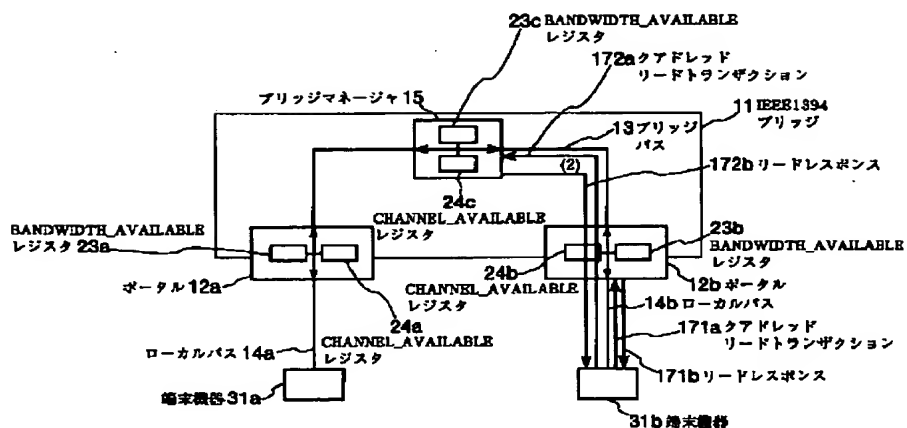 23c BANDWIDTH_AVAILABLE
レジスタ
172a クアドレッド
リードトランザクション
ブリッジマネージャ 15
11 IEEE1394
ブリッジ
13 ブリッジ
バス
(2)
172b リードレスポンス
24c
CHANNEL_AVAILABLE
レジスタ
BANDWIDTH_AVAILABLE
レジスタ 23a
23b
BANDWIDTH_AVAILABLE
レジスタ
24b
CHANNEL_AVAILABLE
レジスタ
ポータル 12a
12b ポータル
24a
CHANNEL_AVAILABLE
レジスタ
14b ローカルバス
171a クアドレッド
リードトランザクション
ローカルバス 14a
171b リードレスポンス
端末機器 31a
31b 端末機器